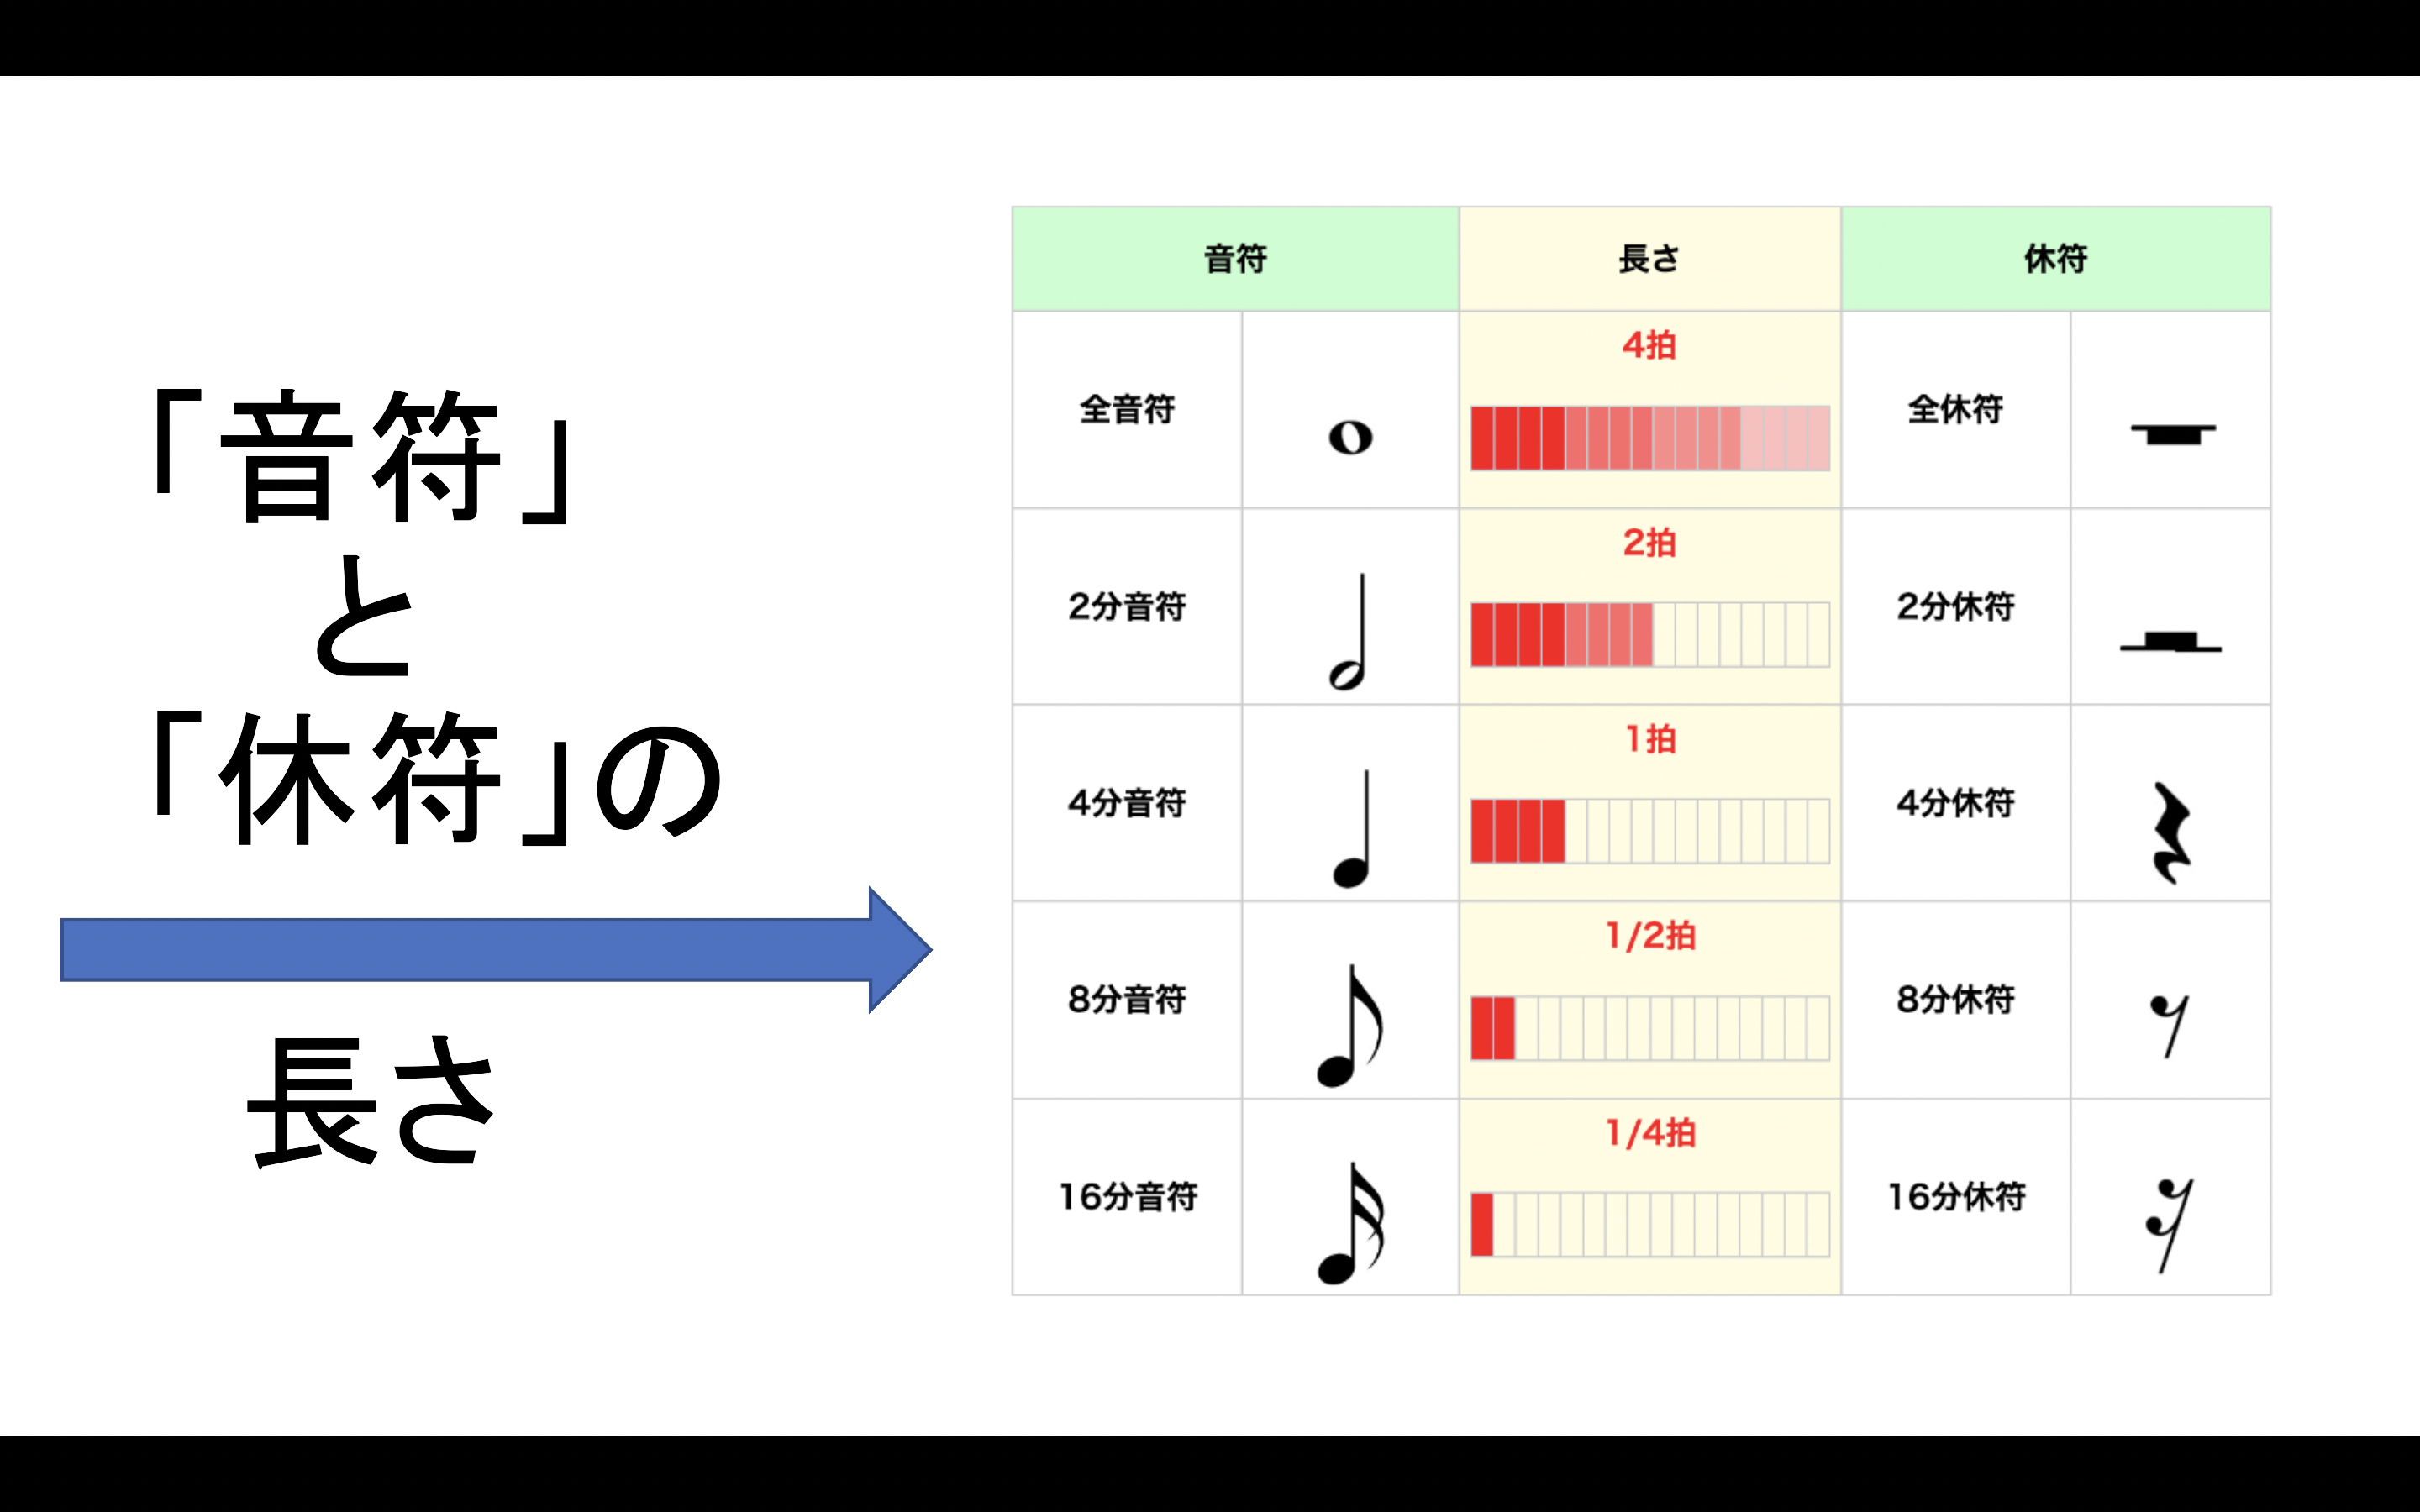 「音符」
と
「休符」の
長さ
音符 長さ 休符
4拍
全音符 全休符
2拍
2分音符 2分休符
1拍
4分音符 4分休符
1/2拍
8分音符 8分休符
1/4拍
16分音符 16分休符